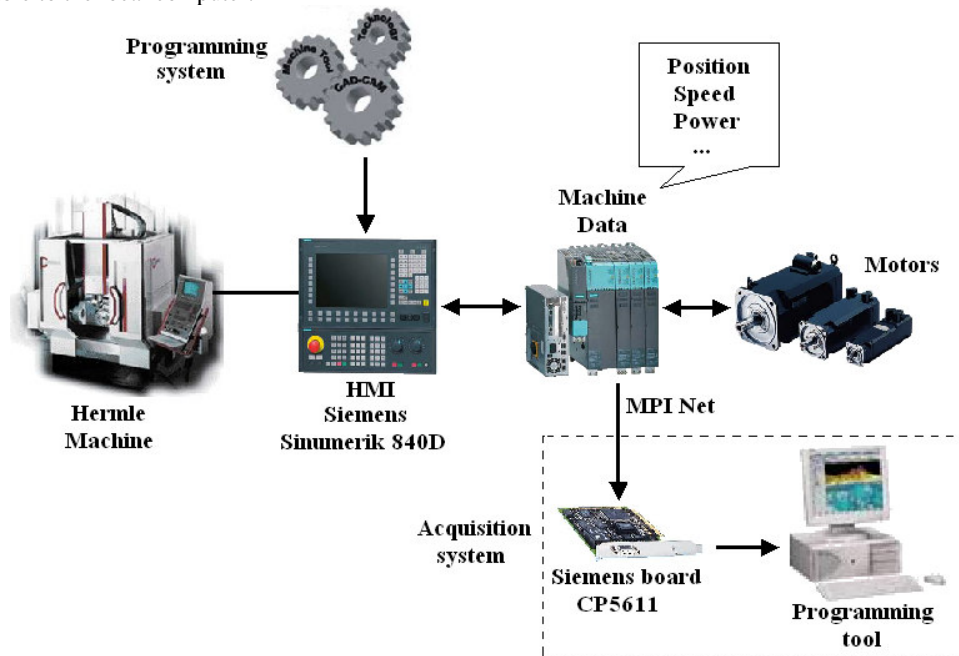 Programming
system
Technology
Machine Tool
CAD-CAM
Position
Speed
Power
...
Machine
Data
Motors
Hermle
Machine
HMI
Siemens
Sinumerik 840D
MPI Net
Acquisition
system
Siemens board
CP5611
Programming
tool